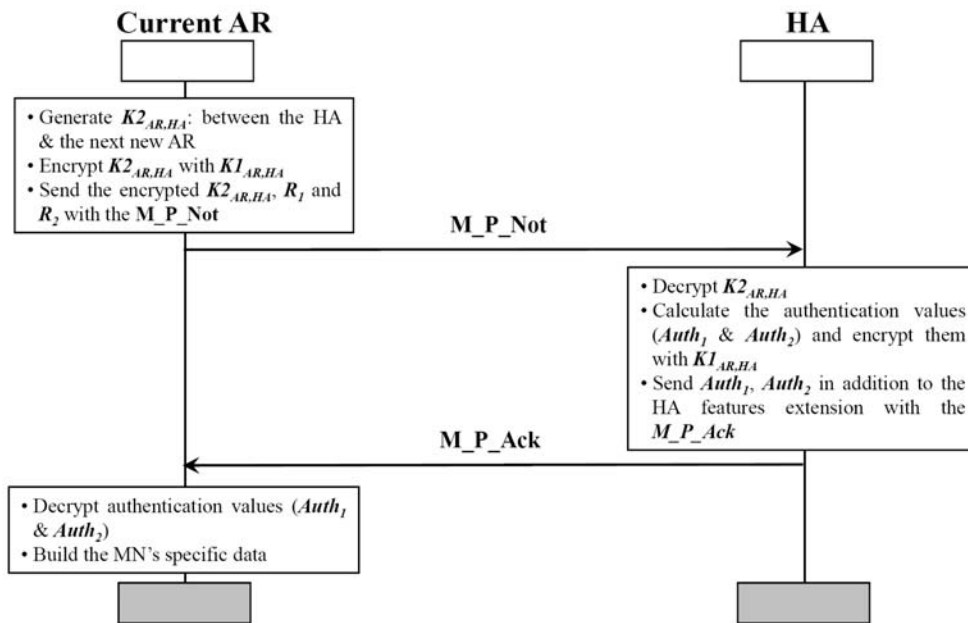 Current AR
HA
• Generate K2AR,HA: between the HA
& the next new AR
• Encrypt K2AR,HA with K1AR,HA
• Send the encrypted K2AR,HA, R1 and
R2 with the M_P_Not
M_P_Not
• Decrypt K2AR,HA
• Calculate the authentication values
(Auth1 & Auth2) and encrypt them
with K1AR,HA
• Send Auth1, Auth2 in addition to the
HA features extension with the
M_P_Ack
M_P_Ack
• Decrypt authentication values (Auth1
& Auth2)
• Build the MN's specific data